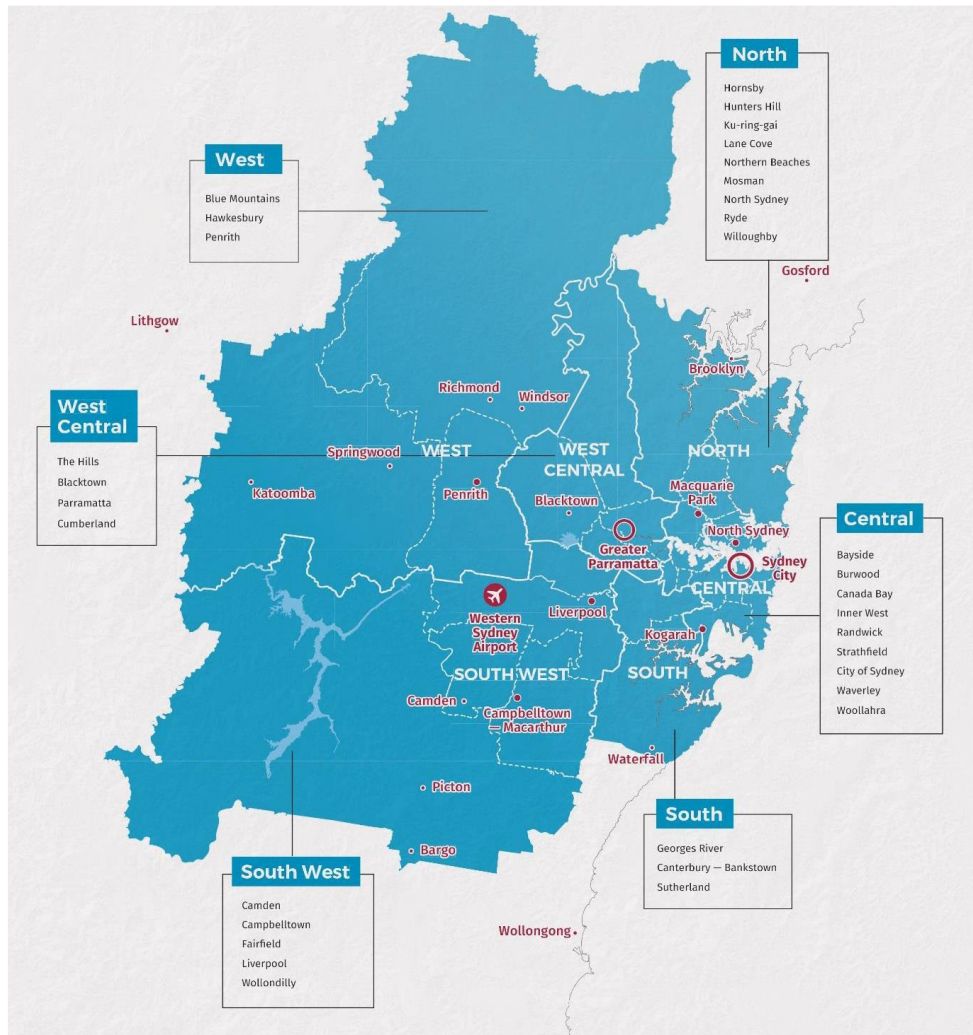 North
Hornsby
Hunters Hill
Ku-ring-gai
Lane Cove
Northern Beaches
Mosman
North Sydney
Ryde
Willoughby
West
Blue Mountains
Hawkesbury
Penrith
Gosford
Lithgow
Brooklyn
Richmond
Windsor
West
Central
The Hills
Blacktown
Parramatta
Cumberland
Springwood
WEST
WEST
CENTRAL
NORTH
Katoomba
Penrith
Blacktown
Macquarie
Park
North Sydney
Greater
Parramatta
Sydney
City
CENTRAL
Central
Bayside
Burwood
Canada Bay
Inner West
Randwick
Strathfield
City of Sydney
Waverley
Woollahra
Western
Sydney
Airport
Liverpool
Kogarah
SOUTH WEST
SOUTH
Camden
Campbelltown
— Macarthur
Waterfall
Picton
Bargo
South
Georges River
Canterbury — Bankstown
Sutherland
South West
Camden
Campbelltown
Fairfield
Liverpool
Wollondilly
Wollongong